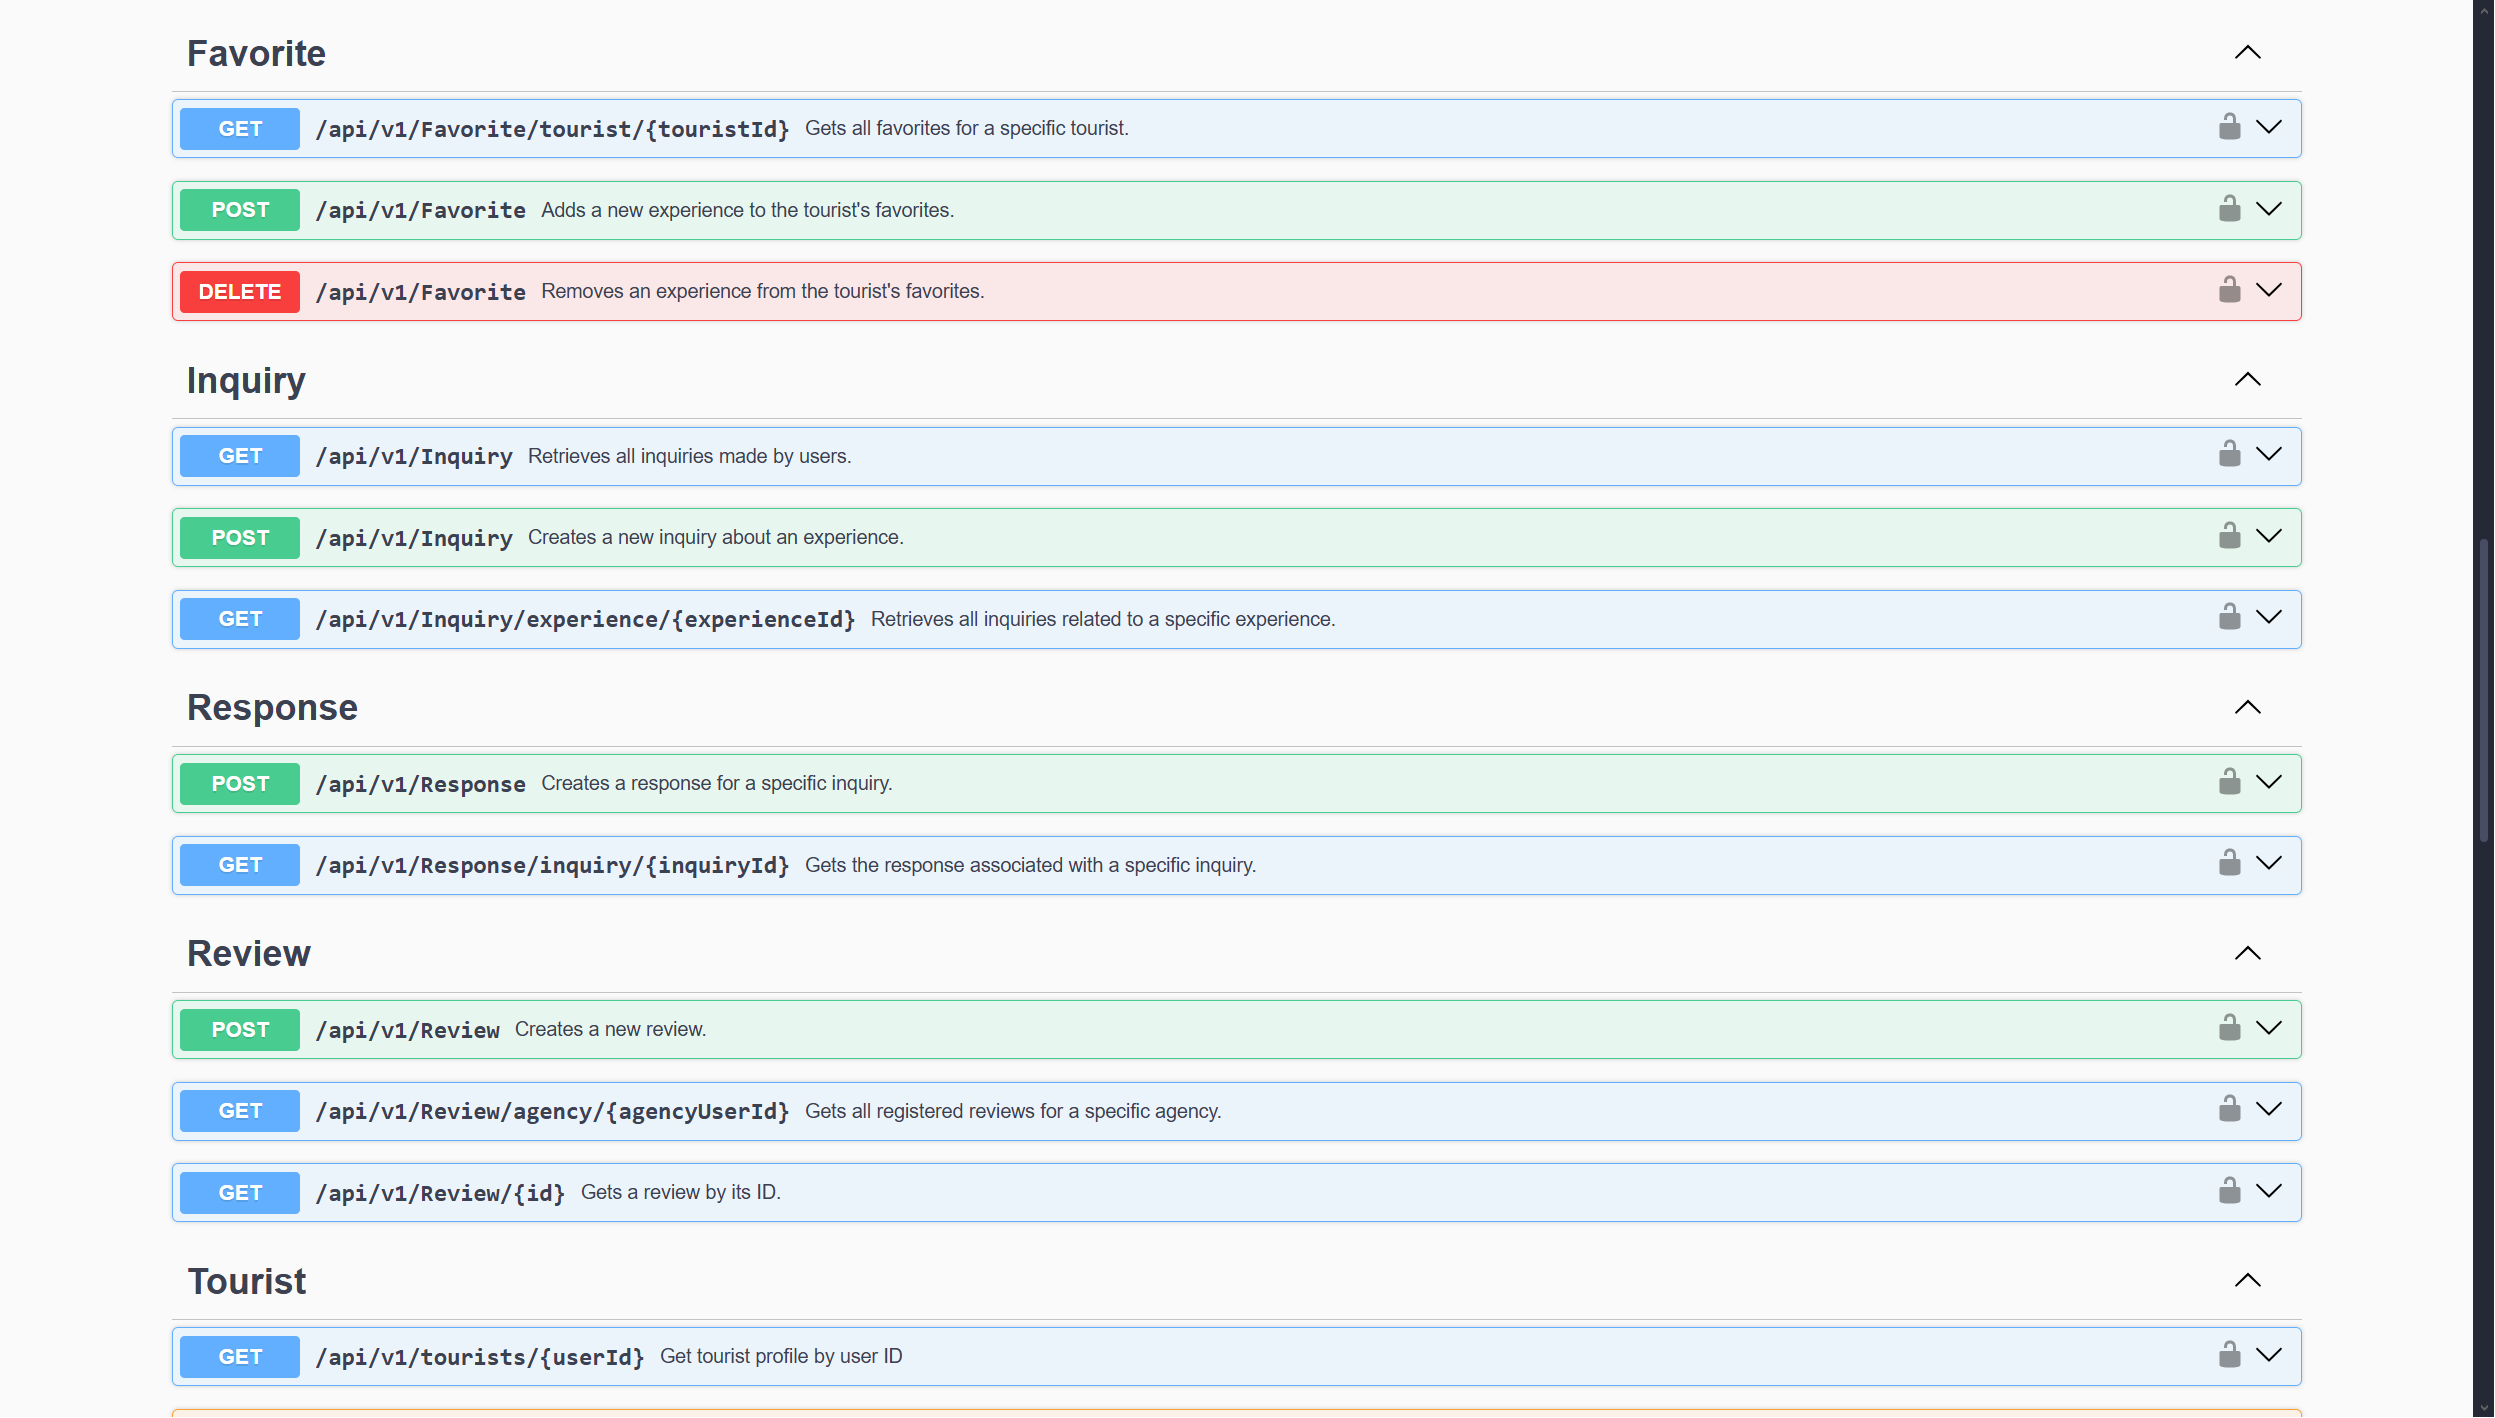 Favorite
GET /api/v1/Favorite/tourist/{touristId} Gets all favorites for a specific tourist.
POST /api/v1/Favorite Adds a new experience to the tourist's favorites.
DELETE /api/v1/Favorite Removes an experience from the tourist's favorites.
Inquiry
GET /api/v1/Inquiry Retrieves all inquiries made by users.
POST /api/v1/Inquiry Creates a new inquiry about an experience.
GET /api/v1/Inquiry/experience/{experienceId} Retrieves all inquiries related to a specific experience.
Response
POST /api/v1/Response Creates a response for a specific inquiry.
GET /api/v1/Response/inquiry/{inquiryId} Gets the response associated with a specific inquiry.
Review
POST /api/v1/Review Creates a new review.
GET /api/v1/Review/agency/{agencyUserId} Gets all registered reviews for a specific agency.
GET /api/v1/Review/{id} Gets a review by its ID.
Tourist
GET /api/v1/tourists/{userId} Get tourist profile by user ID